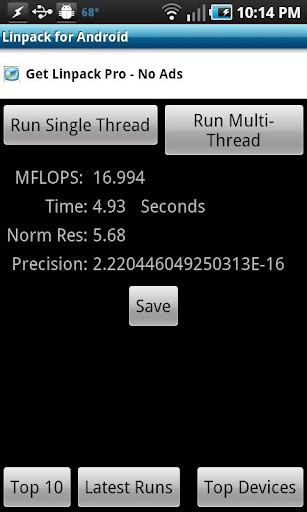 68° 10:14 PM
Linpack for Android
Get Linpack Pro - No Ads
Run Single Thread
Run Multi-
Thread
MFLOPS: 16.994
Time: 4.93 Seconds
Norm Res: 5.68
Precision: 2.220446049250313E-16
Save
Top 10 Latest Runs Top Devices